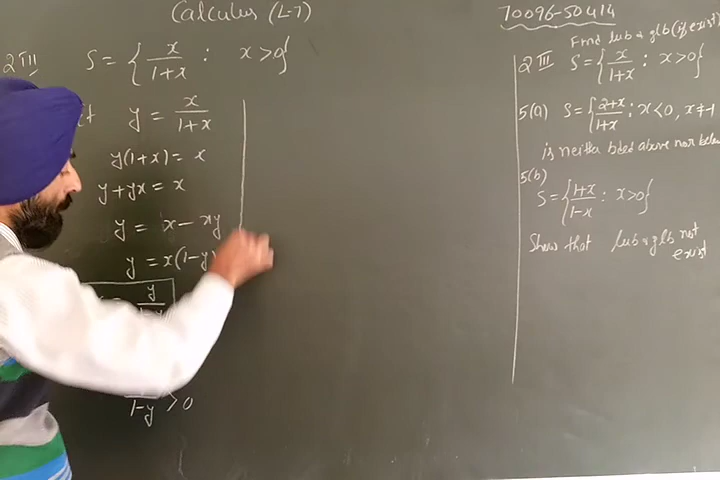 Calculus (L-7)
2 III S = { x/1+x : x>0}
y = x/1+x
y(1+x) = x
y+yx = x
y = x - xy
y = x(1-y)
y
1-y > 0
70096-50414
Find lub & glb (if exist)
2 III S = { x/1+x : x>0}
5(a) S = { 2+x/1+x : x<0, x≠-1
is neither bded above nor below
5(b)
S = { 1+x/1-x : x>0}
Show that lub & glb not
exist